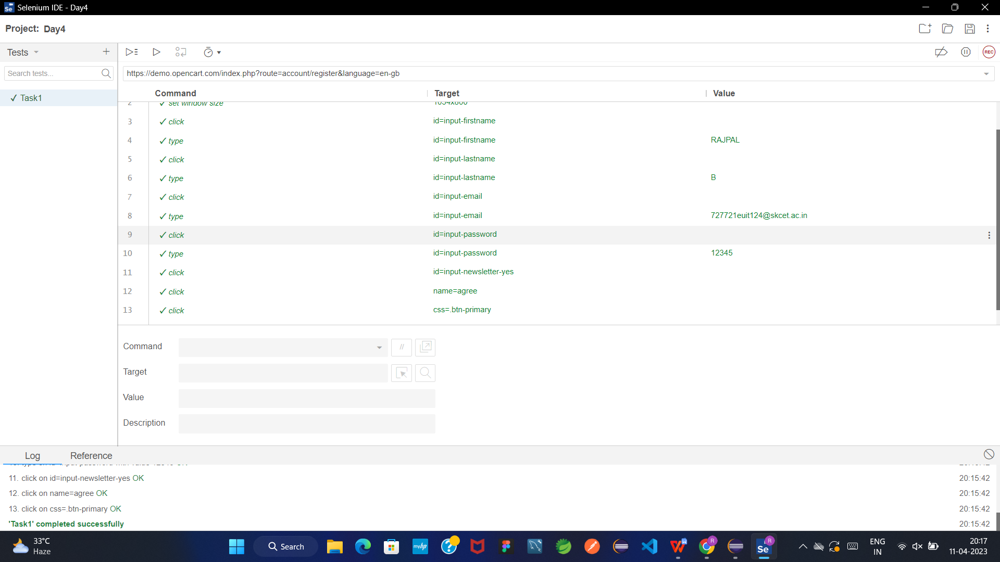 Selenium IDE - Day4
Project: Day4
Tests
REC
Search tests...
https://demo.opencart.com/index.php?route=account/register&language=en-gb
Task1
Command Target Value
2 set window size
3 click id=input-firstname
4 type id=input-firstname RAJPAL
5 click id=input-lastname
6 type id=input-lastname B
7 click id=input-email
8 type id=input-email 727721euit124@skcet.ac.in
9 click id=input-password
10 type id=input-password 12345
11 click id=input-newsletter-yes
12 click name=agree
13 click css=.btn-primary
Command //
Target
Value
Description
Log Reference
11. click on id=input-newsletter-yes OK 20:15:42
12. click on name=agree OK 20:15:42
13. click on css=.btn-primary OK 20:15:42
'Task1' completed successfully 20:15:42
33°C
Haze
Search
myhp
R
R
Se
ENG
IN
20:17
11-04-2023